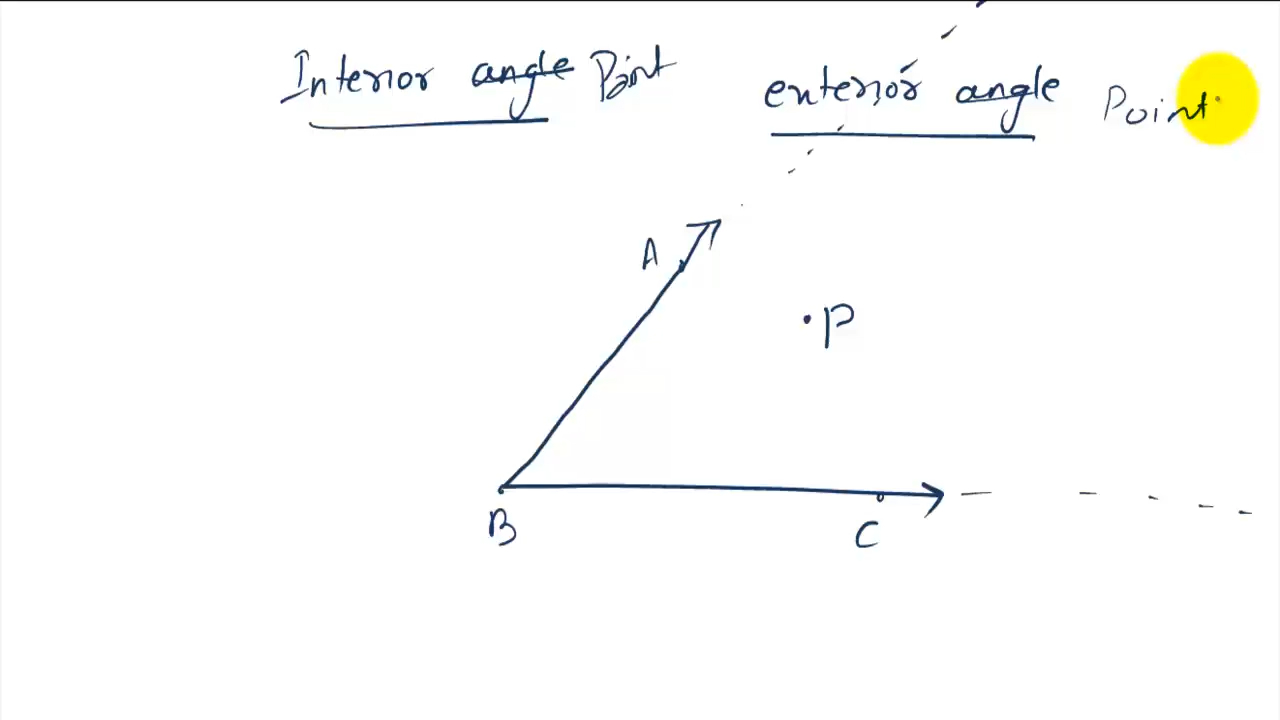 Interior angle Point
exterior angle Point
A
P
B
C